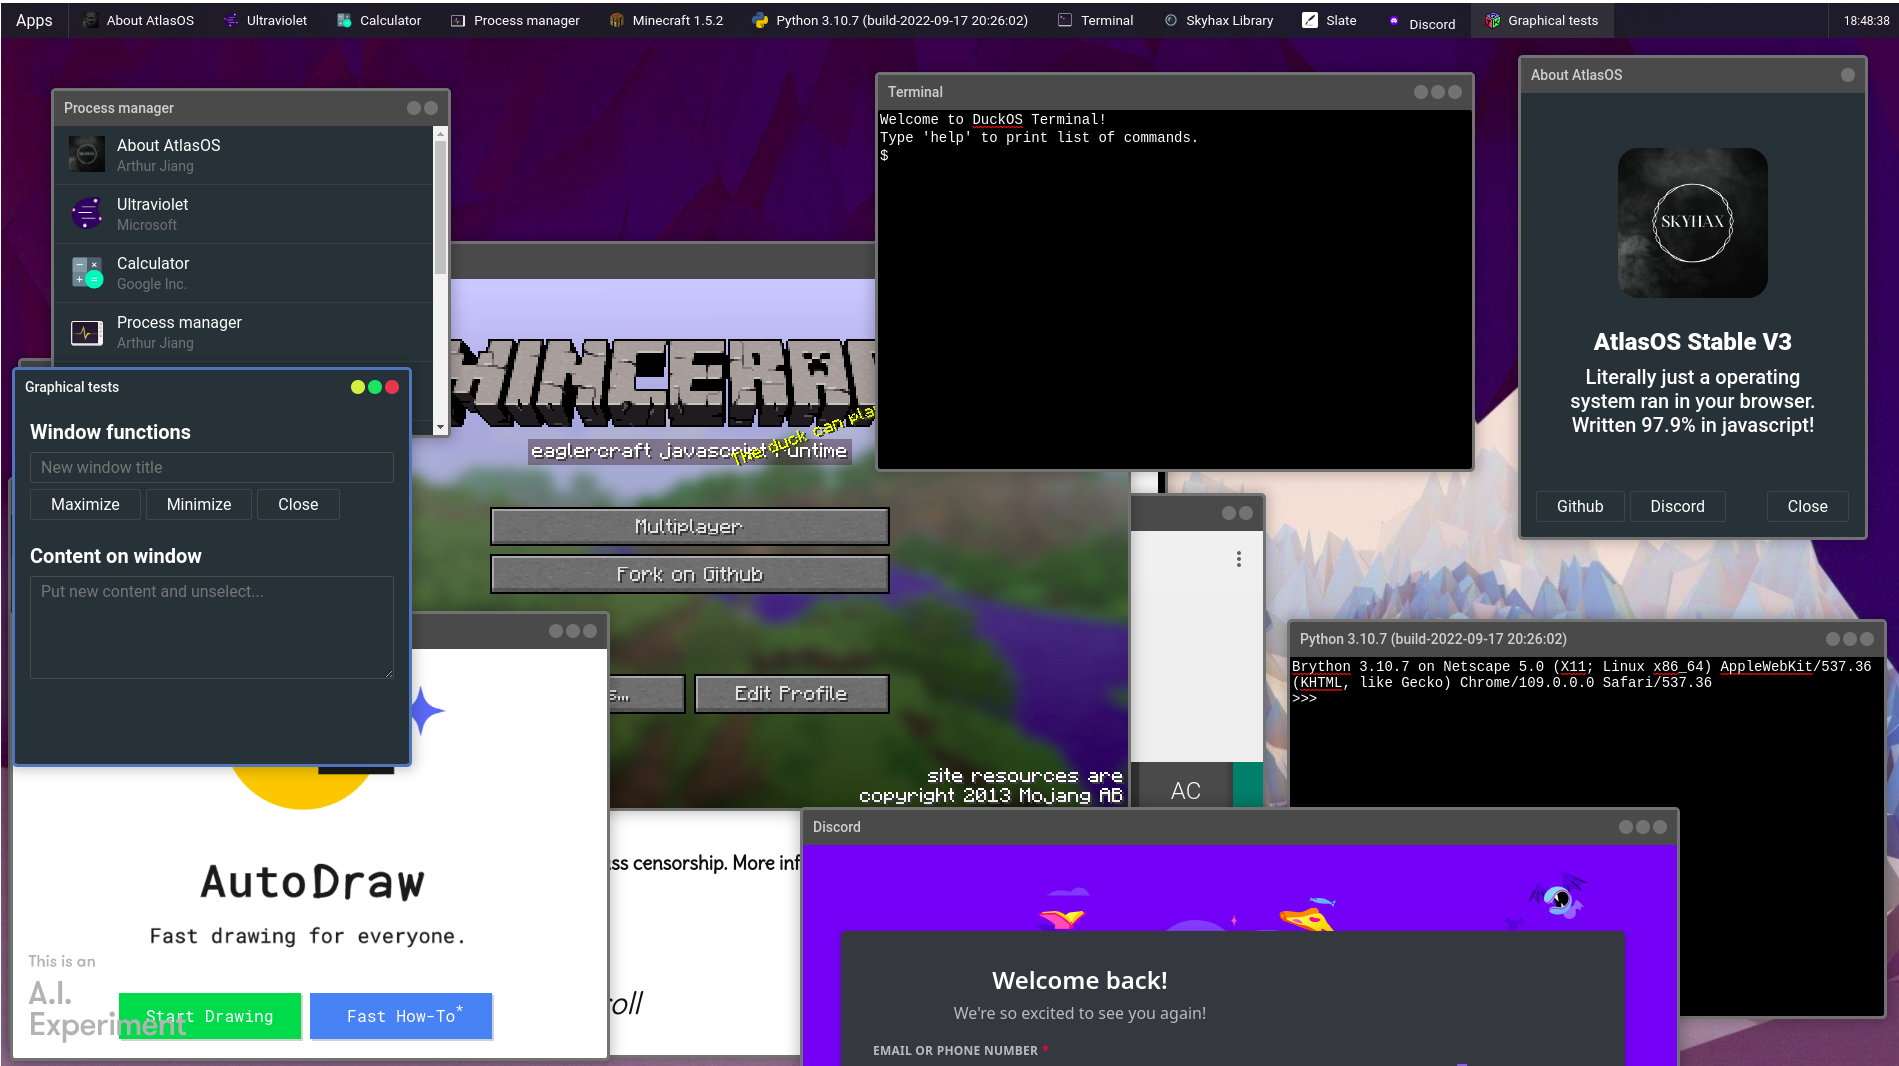 Apps
About AtlasOS
Ultraviolet
Calculator
Process manager
Minecraft 1.5.2
Python 3.10.7 (build-2022-09-17 20:26:02)
Terminal
Skyhax Library
Slate
Discord
Graphical tests
18:48:38
Process manager
About AtlasOS
Arthur Jiang
Ultraviolet
Microsoft
Calculator
Google Inc.
Process manager
Arthur Jiang
Terminal
Welcome to DuckOS Terminal!
Type 'help' to print list of commands.
$
About AtlasOS
SKYHAX
AtlasOS Stable V3
Literally just a operating
system ran in your browser.
Written 97.9% in javascript!
Github
Discord
Close
Graphical tests
Window functions
New window title
Maximize
Minimize
Close
Content on window
Put new content and unselect...
MINCERAF
eaglercraft javascript runtime
The duck can pla
Multiplayer
Fork on Github
s...
Edit Profile
site resources are
copyright 2013 Mojang AB
AC
Python 3.10.7 (build-2022-09-17 20:26:02)
Brython 3.10.7 on Netscape 5.0 (X11; Linux x86_64) AppleWebKit/537.36
(KHTML, like Gecko) Chrome/109.0.0.0 Safari/537.36
>>>
AutoDraw
Fast drawing for everyone.
This is an
A.I.
Experiment
Start Drawing
Fast How-To*
ss censorship. More inf
oll
Discord
Welcome back!
We're so excited to see you again!
EMAIL OR PHONE NUMBER *